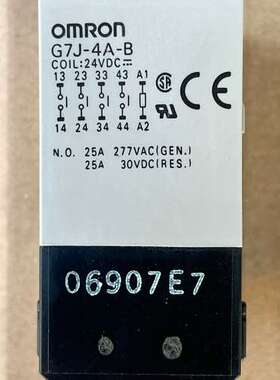 OMRON
G7J-4A-B
COIL:24VDC⎓
13 23 33 43 A1
14 24 34 44 A2
N.O. 25A 277VAC(GEN.)
25A 30VDC(RES.)
06907E7